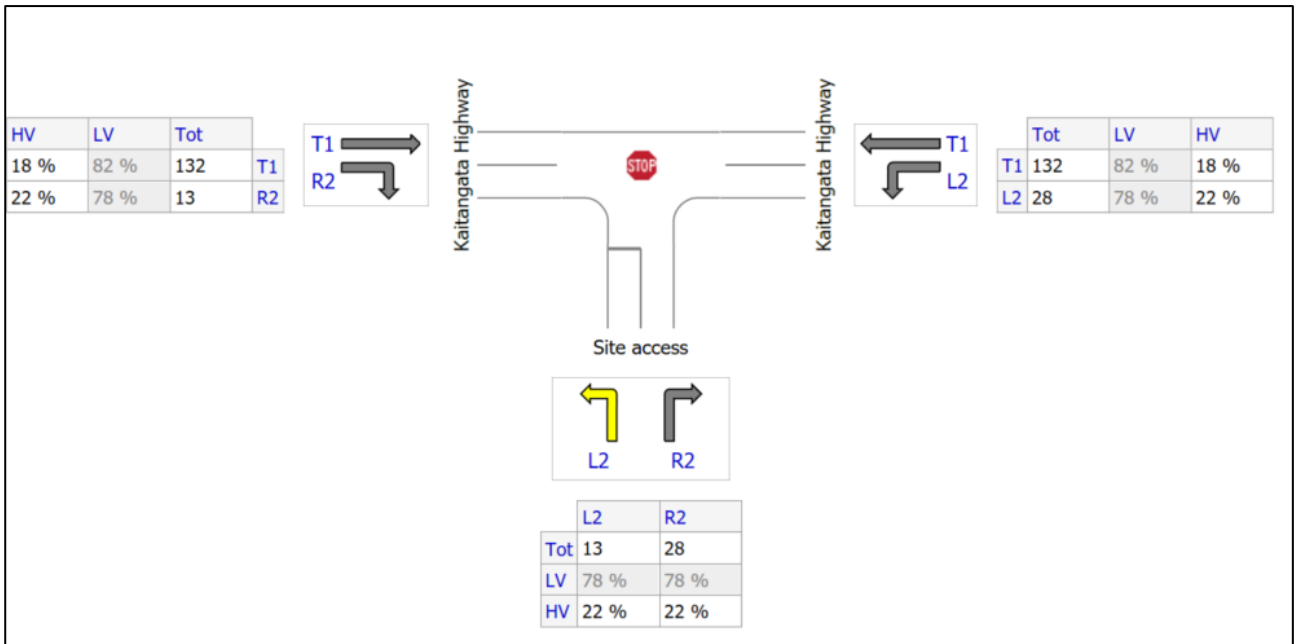 HV LV Tot
18 % 82 % 132 T1
22 % 78 % 13 R2
T1
R2
Kaitangata Highway
STOP
Kaitangata Highway
T1
L2
Tot LV HV
T1 132 82 % 18 %
L2 28 78 % 22 %
Site access
L2 R2
L2 R2
Tot 13 28
LV 78 % 78 %
HV 22 % 22 %